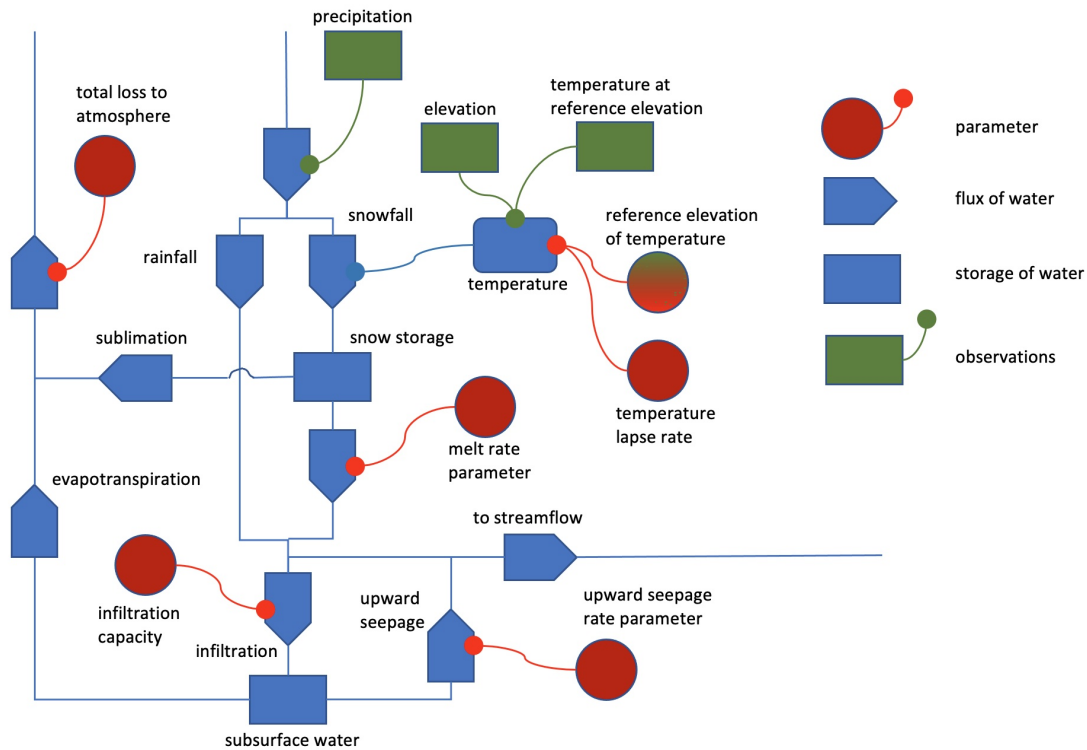 precipitation
total loss to
atmosphere
elevation
temperature at
reference elevation
parameter
flux of water
snowfall
reference elevation
of temperature
rainfall
temperature
storage of water
sublimation
snow storage
observations
temperature
lapse rate
melt rate
parameter
evapotranspiration
to streamflow
infiltration
capacity
upward
seepage
upward seepage
rate parameter
infiltration
subsurface water